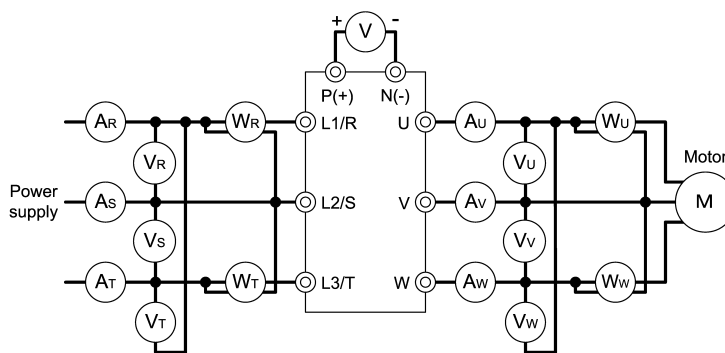 + V -
P(+) N(-)
AR WR L1/R U AU WU
Motor
VR VU
Power supply
AS L2/S V AV M
VS VV
AT WT L3/T W AW WW
VT VW